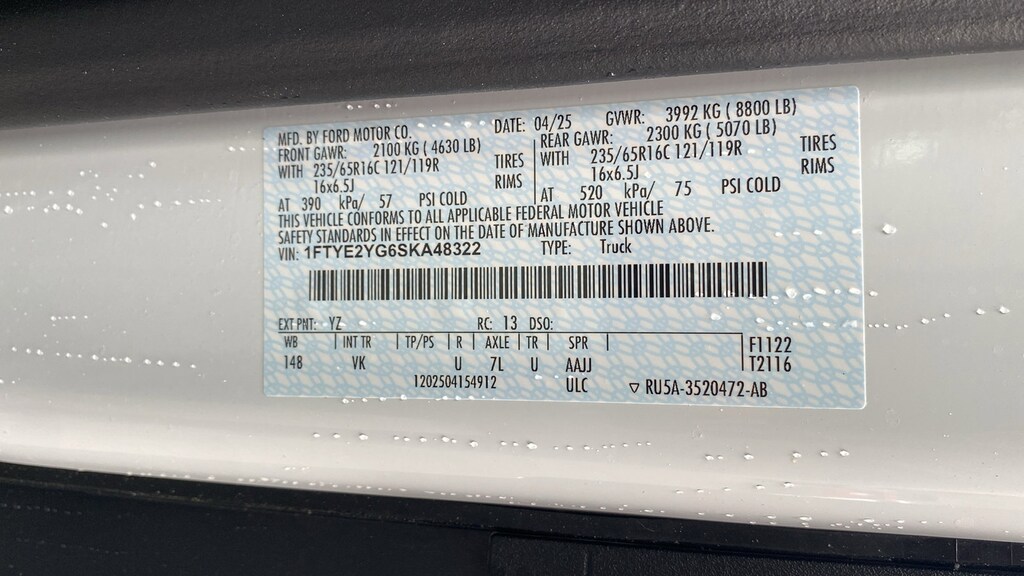 MFD. BY FORD MOTOR CO. DATE: 04/25 GVWR: 3992 KG ( 8800 LB)
FRONT GAWR: 2100 KG ( 4630 LB) REAR GAWR: 2300 KG ( 5070 LB)
WITH 235/65R16C 121/119R TIRES WITH 235/65R16C 121/119R TIRES
16x6.5J RIMS 16x6.5J RIMS
AT 390 kPa/ 57 PSI COLD AT 520 kPa/ 75 PSI COLD
THIS VEHICLE CONFORMS TO ALL APPLICABLE FEDERAL MOTOR VEHICLE
SAFETY STANDARDS IN EFFECT ON THE DATE OF MANUFACTURE SHOWN ABOVE.
VIN: 1FTYE2YG6SKA48322 TYPE: Truck
EXT PNT: YZ RC: 13 DSO:
WB INT TR TP/PS R AXLE TR SPR F1122
148 VK U 7L U AAJJ T2116
1202504154912 ULC ▽ RU5A-3520472-AB